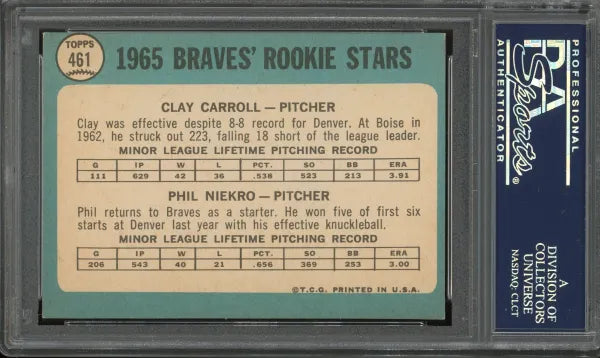 TOPPS
461
1965 BRAVES' ROOKIE STARS
CLAY CARROLL — PITCHER
Clay was effective despite 8-8 record for Denver. At Boise in
1962, he struck out 223, falling 18 short of the league leader.
MINOR LEAGUE LIFETIME PITCHING RECORD
G IP W L PCT. SO BB ERA
111 629 42 36 .538 523 213 3.91
PHIL NIEKRO — PITCHER
Phil returns to Braves as a starter. He won five of first six
starts at Denver last year with his effective knuckleball.
MINOR LEAGUE LIFETIME PITCHING RECORD
G IP W L PCT. SO BB ERA
206 543 40 21 .656 369 253 3.00
©T.C.G. PRINTED IN U.S.A.
PROFESSIONAL
PSA
Sports
®
AUTHENTICATOR
A
DIVISION OF
COLLECTORS
UNIVERSE
NASDAQ: CLCT